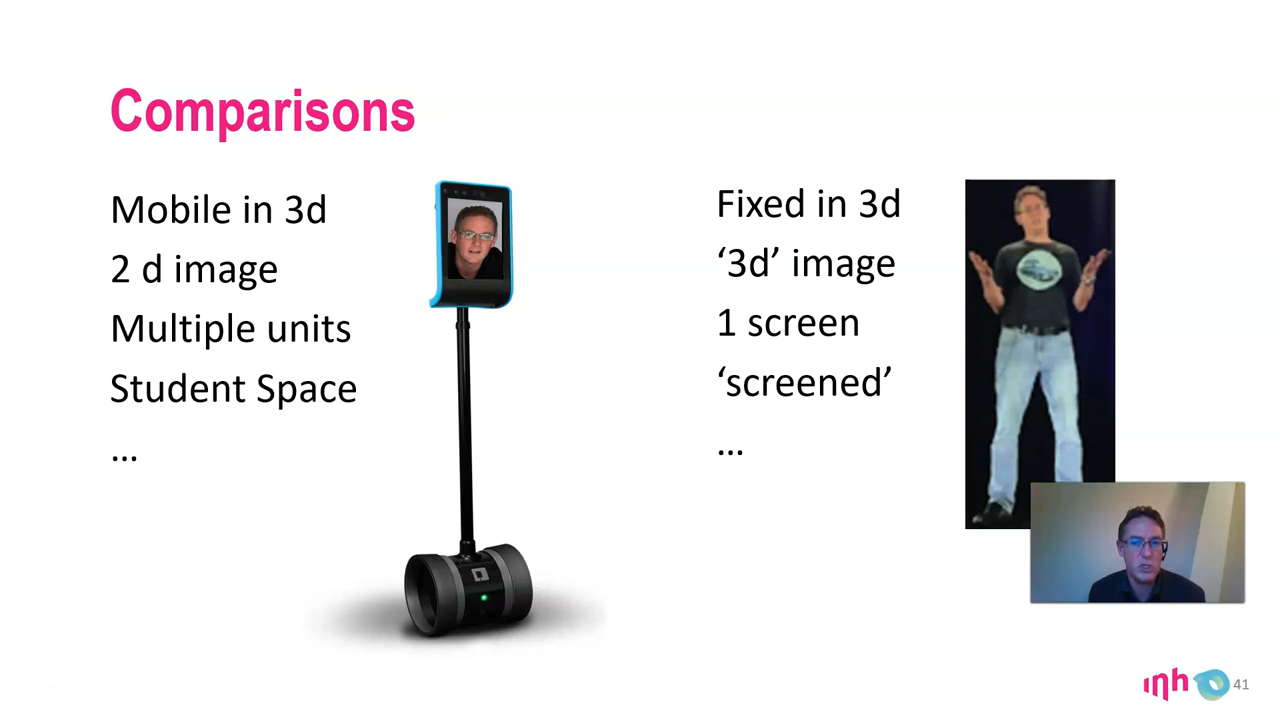 Comparisons
Mobile in 3d
2 d image
Multiple units
Student Space
...
Fixed in 3d
‘3d’ image
1 screen
‘screened’
...
inh
41